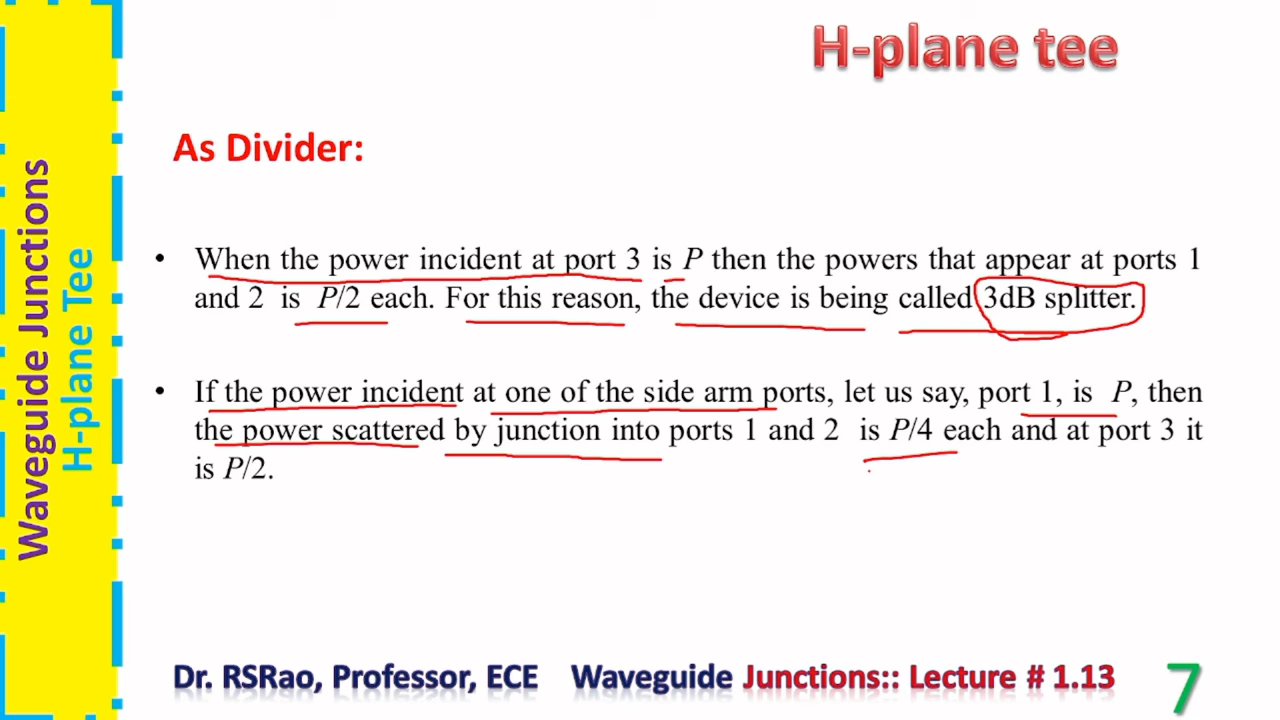 H-plane tee
Waveguide Junctions
H-plane Tee
As Divider:
• When the power incident at port 3 is P then the powers that appear at ports 1
and 2 is P/2 each. For this reason, the device is being called 3dB splitter.
• If the power incident at one of the side arm ports, let us say, port 1, is P, then
the power scattered by junction into ports 1 and 2 is P/4 each and at port 3 it
is P/2.
Dr. RSRao, Professor, ECE Waveguide Junctions:: Lecture # 1.13
7